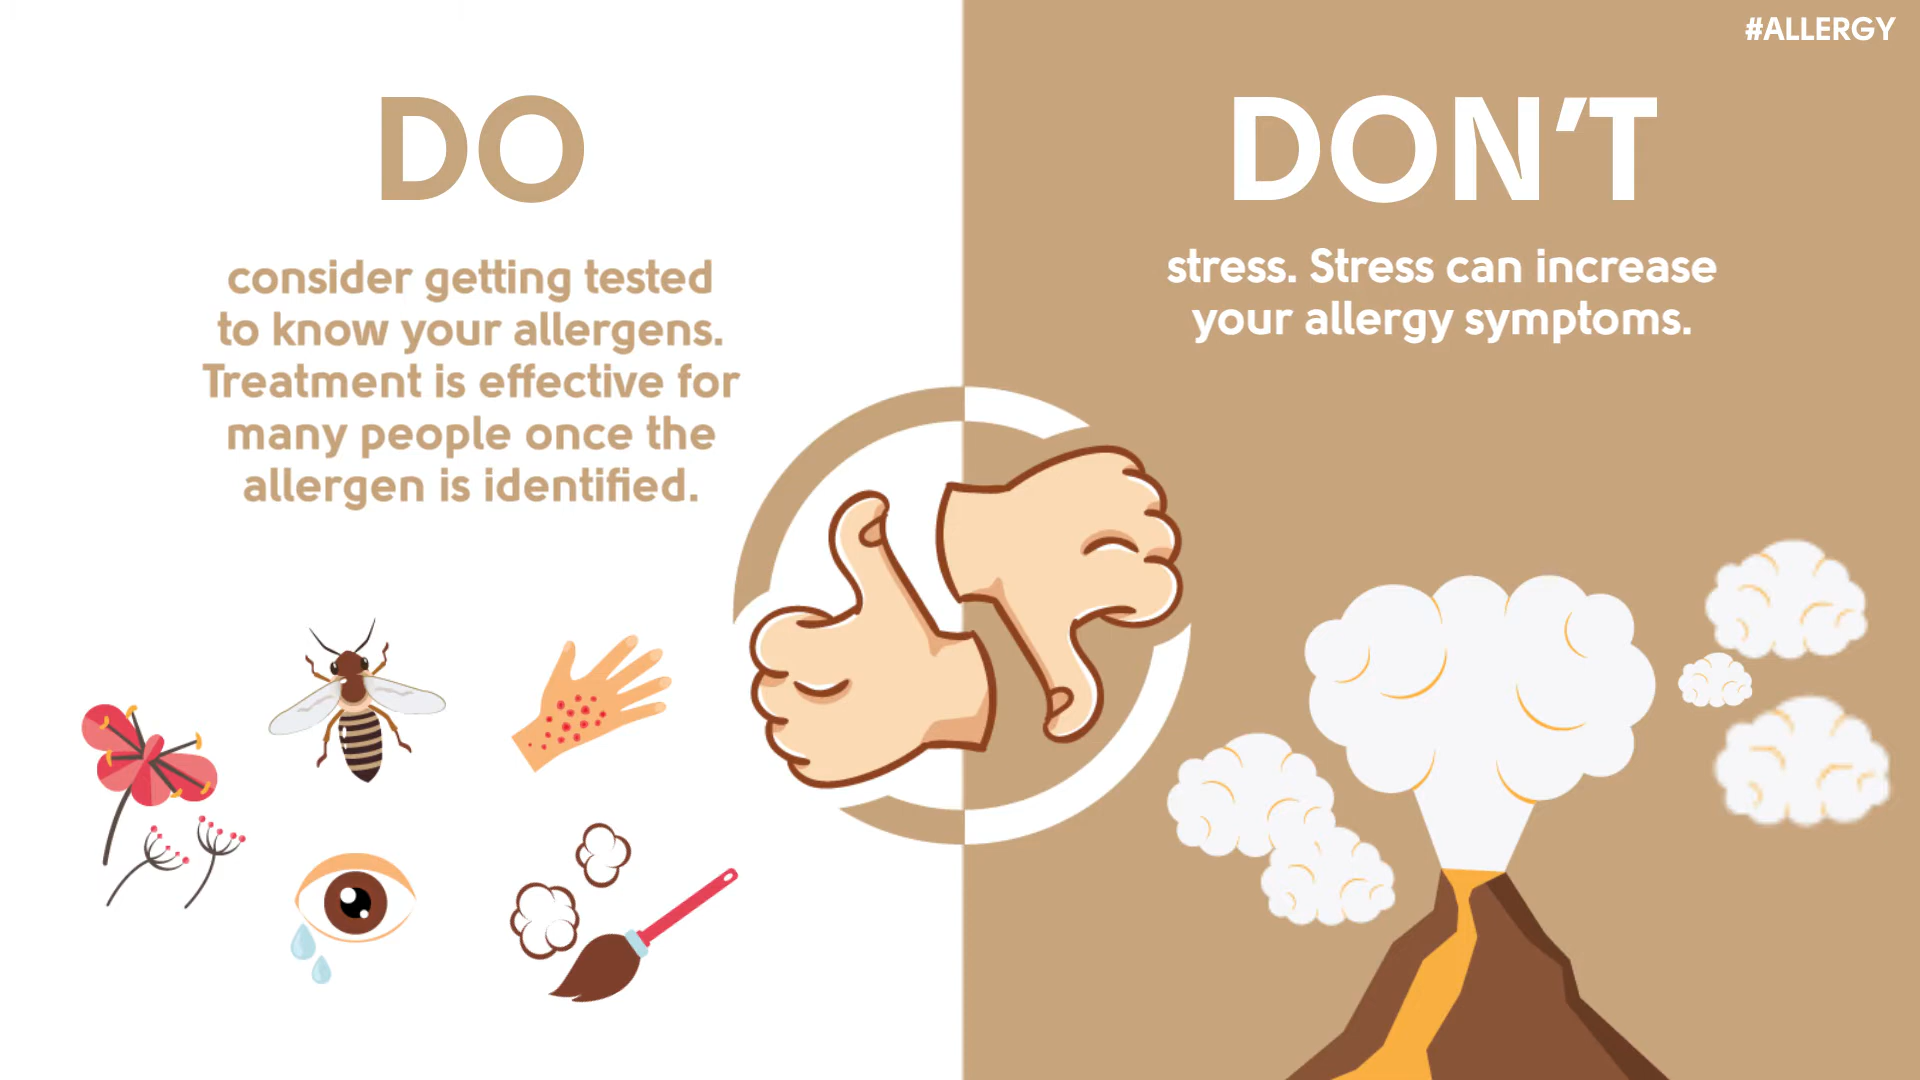 #ALLERGY
DO
consider getting tested
to know your allergens.
Treatment is effective for
many people once the
allergen is identified.
DON'T
stress. Stress can increase
your allergy symptoms.